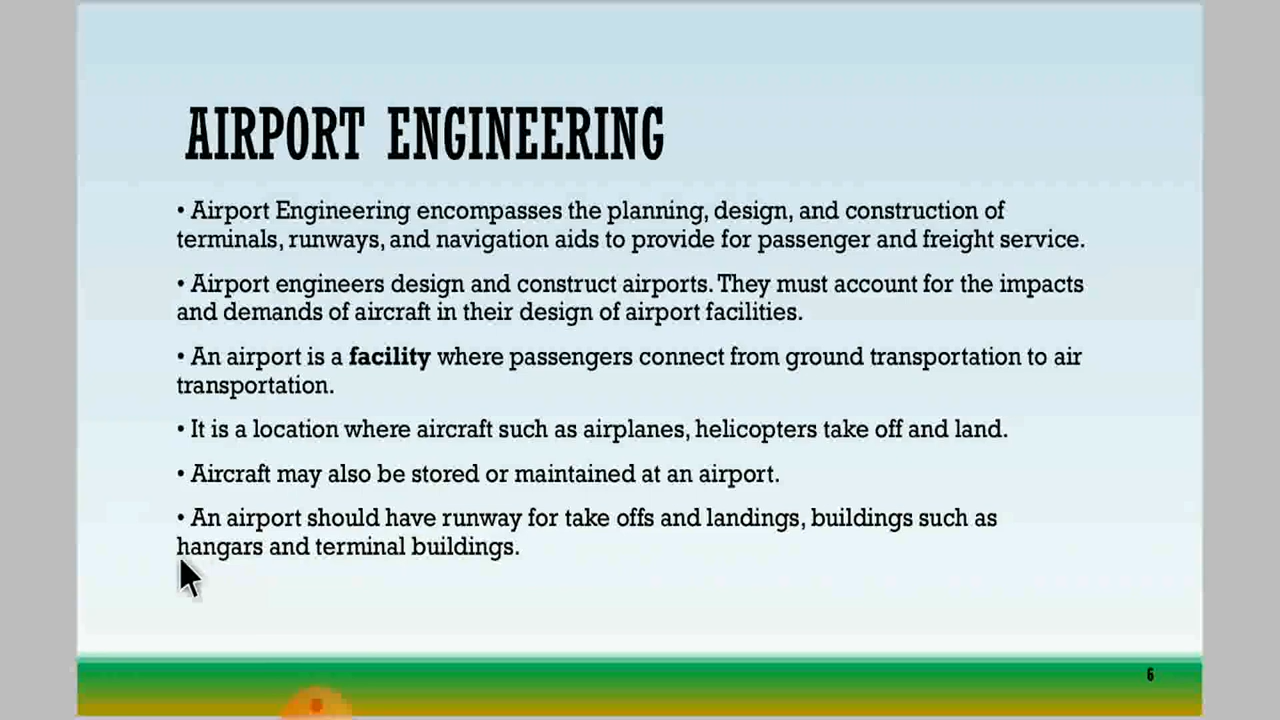 AIRPORT ENGINEERING
• Airport Engineering encompasses the planning, design, and construction of
terminals, runways, and navigation aids to provide for passenger and freight service.
• Airport engineers design and construct airports. They must account for the impacts
and demands of aircraft in their design of airport facilities.
• An airport is a facility where passengers connect from ground transportation to air
transportation.
• It is a location where aircraft such as airplanes, helicopters take off and land.
• Aircraft may also be stored or maintained at an airport.
• An airport should have runway for take offs and landings, buildings such as
hangars and terminal buildings.
6